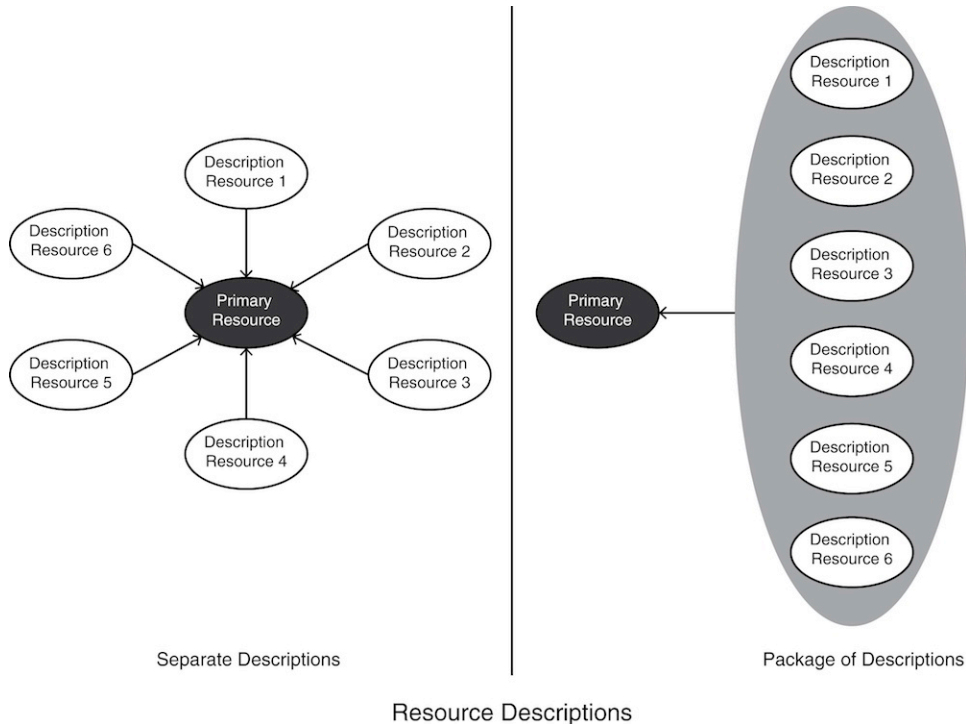 Description
Resource 1
Description
Resource 6
Description
Resource 2
Primary
Resource
Description
Resource 5
Description
Resource 3
Description
Resource 4
Separate Descriptions
Description
Resource 1
Description
Resource 2
Description
Resource 3
Primary
Resource
Description
Resource 4
Description
Resource 5
Description
Resource 6
Package of Descriptions
Resource Descriptions